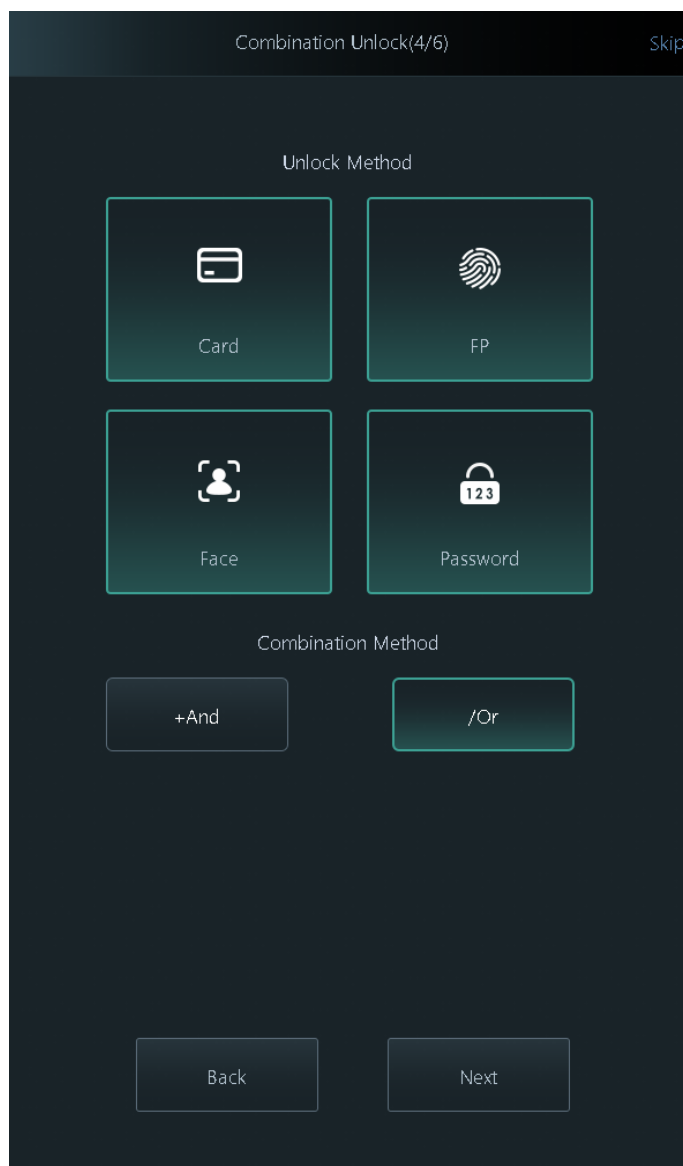 Combination Unlock(4/6) Skip
Unlock Method
Card FP
123
Face Password
Combination Method
+And /Or
Back Next